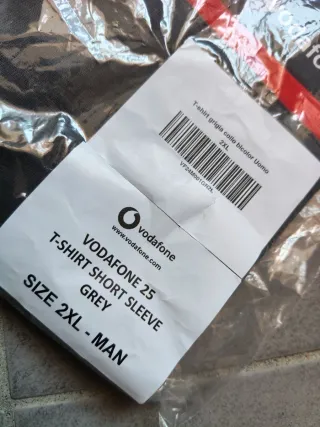 T-shirt grigia collo bicolor Uomo
2XL
vodafone
www.vodafone.com
VODAFONE 25
T-SHIRT SHORT SLEEVE
GREY
SIZE 2XL - MAN